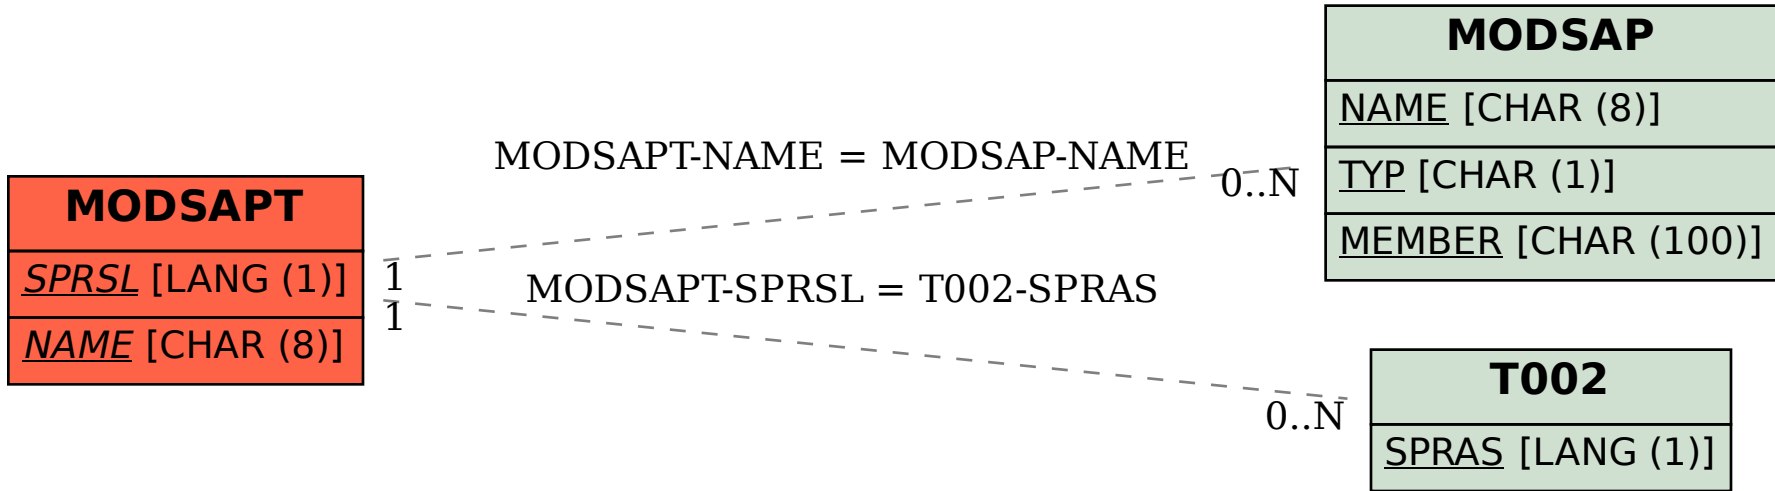 MODSAPT
SPRSL [LANG (1)]
NAME [CHAR (8)]
MODSAPT-NAME = MODSAP-NAME
1
0..N
MODSAPT-SPRSL = T002-SPRAS
1
0..N
MODSAP
NAME [CHAR (8)]
TYP [CHAR (1)]
MEMBER [CHAR (100)]
T002
SPRAS [LANG (1)]